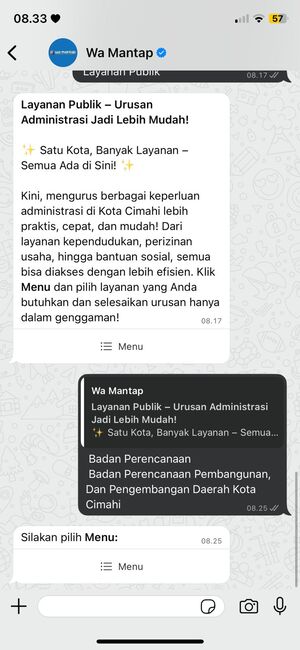 08.33
57
Wa Mantap
Layanan Publik
08.17
Layanan Publik – Urusan
Administrasi Jadi Lebih Mudah!
✨ Satu Kota, Banyak Layanan –
Semua Ada di Sini! ✨
Kini, mengurus berbagai keperluan
administrasi di Kota Cimahi lebih
praktis, cepat, dan mudah! Dari
layanan kependudukan, perizinan
usaha, hingga bantuan sosial, semua
bisa diakses dengan lebih efisien. Klik
Menu dan pilih layanan yang Anda
butuhkan dan selesaikan urusan hanya
dalam genggaman!
08.17
Menu
Wa Mantap
Layanan Publik – Urusan Administrasi
Jadi Lebih Mudah!
✨ Satu Kota, Banyak Layanan – Semua...
Badan Perencanaan
Badan Perencanaan Pembangunan,
Dan Pengembangan Daerah Kota
Cimahi
08.25
Silakan pilih Menu:
08.25
Menu